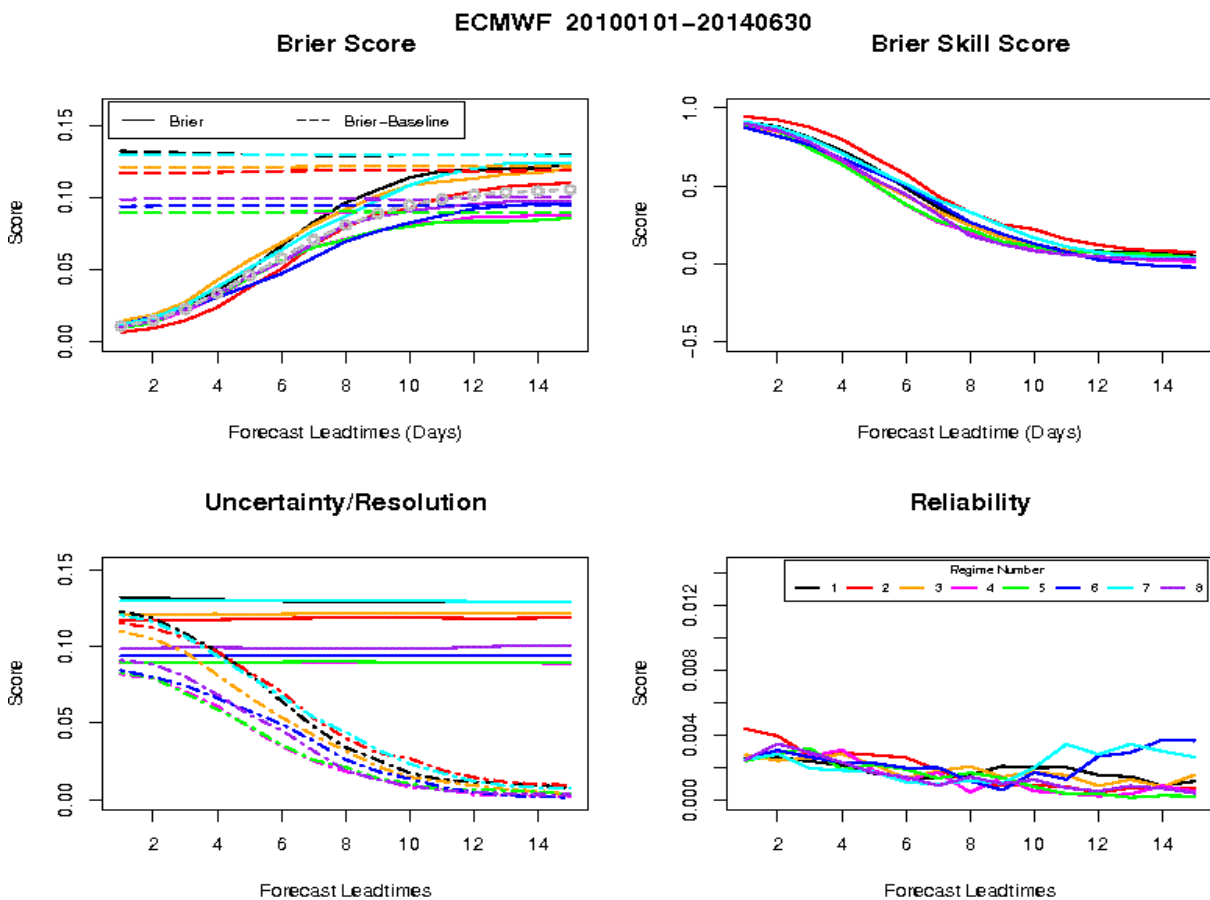 ECMWF 20100101-20140630
Brier Score
Brier Skill Score
Brier
Brier-Baseline
Score
0.00
0.05
0.10
0.15
2 4 6 8 10 12 14
Forecast Leadtimes (Days)
Score
-0.5
0.0
0.5
1.0
2 4 6 8 10 12 14
Forecast Leadtime (Days)
Uncertainty/Resolution
Reliability
Score
0.00
0.05
0.10
0.15
2 4 6 8 10 12 14
Forecast Leadtimes
Regime Number
1 2 3 4 5 6 7 8
Score
0.000
0.004
0.008
0.012
2 4 6 8 10 12 14
Forecast Leadtimes